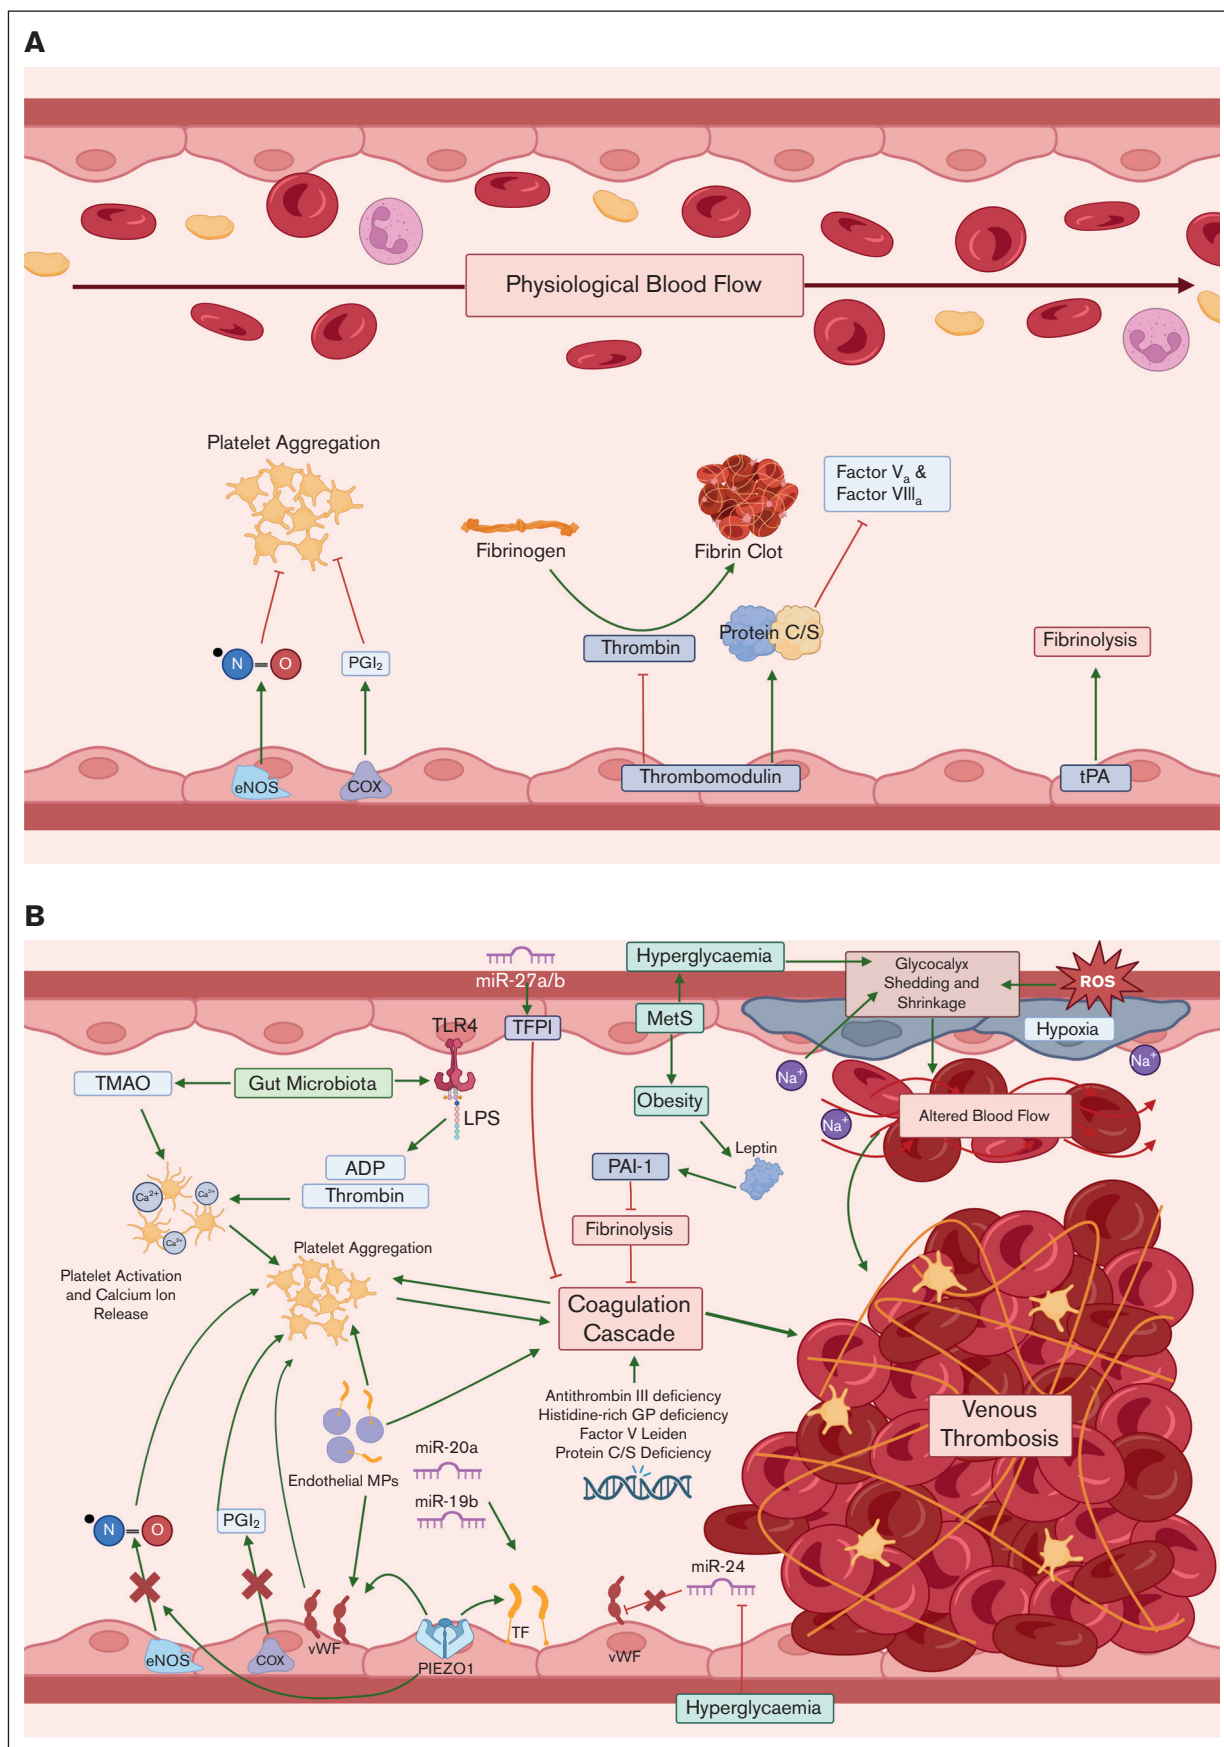 A
Physiological Blood Flow
Platelet Aggregation
Factor Vₐ &
Factor VIIIₐ
Fibrinogen
Fibrin Clot
Protein C/S
Thrombin
Fibrinolysis
N
O
PGI₂
eNOS
COX
Thrombomodulin
tPA
B
miR-27a/b
Hyperglycaemia
Glycocalyx
Shedding and
Shrinkage
ROS
TLR4
TFPI
MetS
Hypoxia
Na⁺
Na⁺
TMAO
Gut Microbiota
LPS
Obesity
Altered Blood Flow
Na⁺
ADP
Thrombin
PAI-1
Leptin
Ca²⁺
Ca²⁺
Ca²⁺
Fibrinolysis
Platelet Aggregation
Platelet Activation
and Calcium Ion
Release
Coagulation
Cascade
Antithrombin III deficiency
Histidine-rich GP deficiency
Factor V Leiden
Protein C/S Deficiency
Venous
Thrombosis
Endothelial MPs
miR-20a
miR-19b
N
O
PGI₂
miR-24
eNOS
COX
vWF
PIEZO1
TF
vWF
Hyperglycaemia